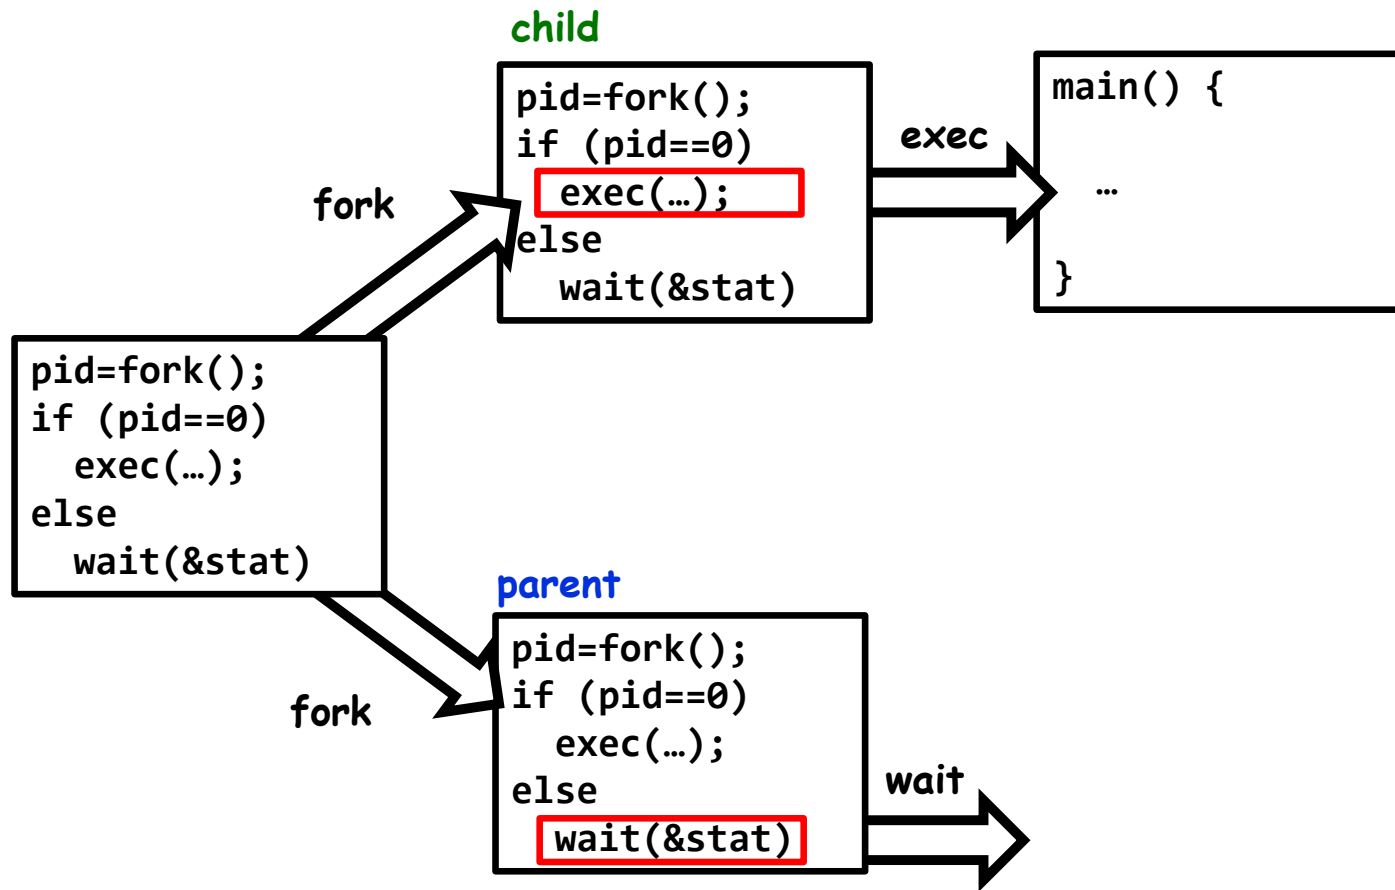 child
pid=fork();
if (pid==0)
exec(…);
else
wait(&stat)
exec
main() {
…
}
fork
pid=fork();
if (pid==0)
exec(…);
else
wait(&stat)
fork
parent
pid=fork();
if (pid==0)
exec(…);
else
wait(&stat)
wait